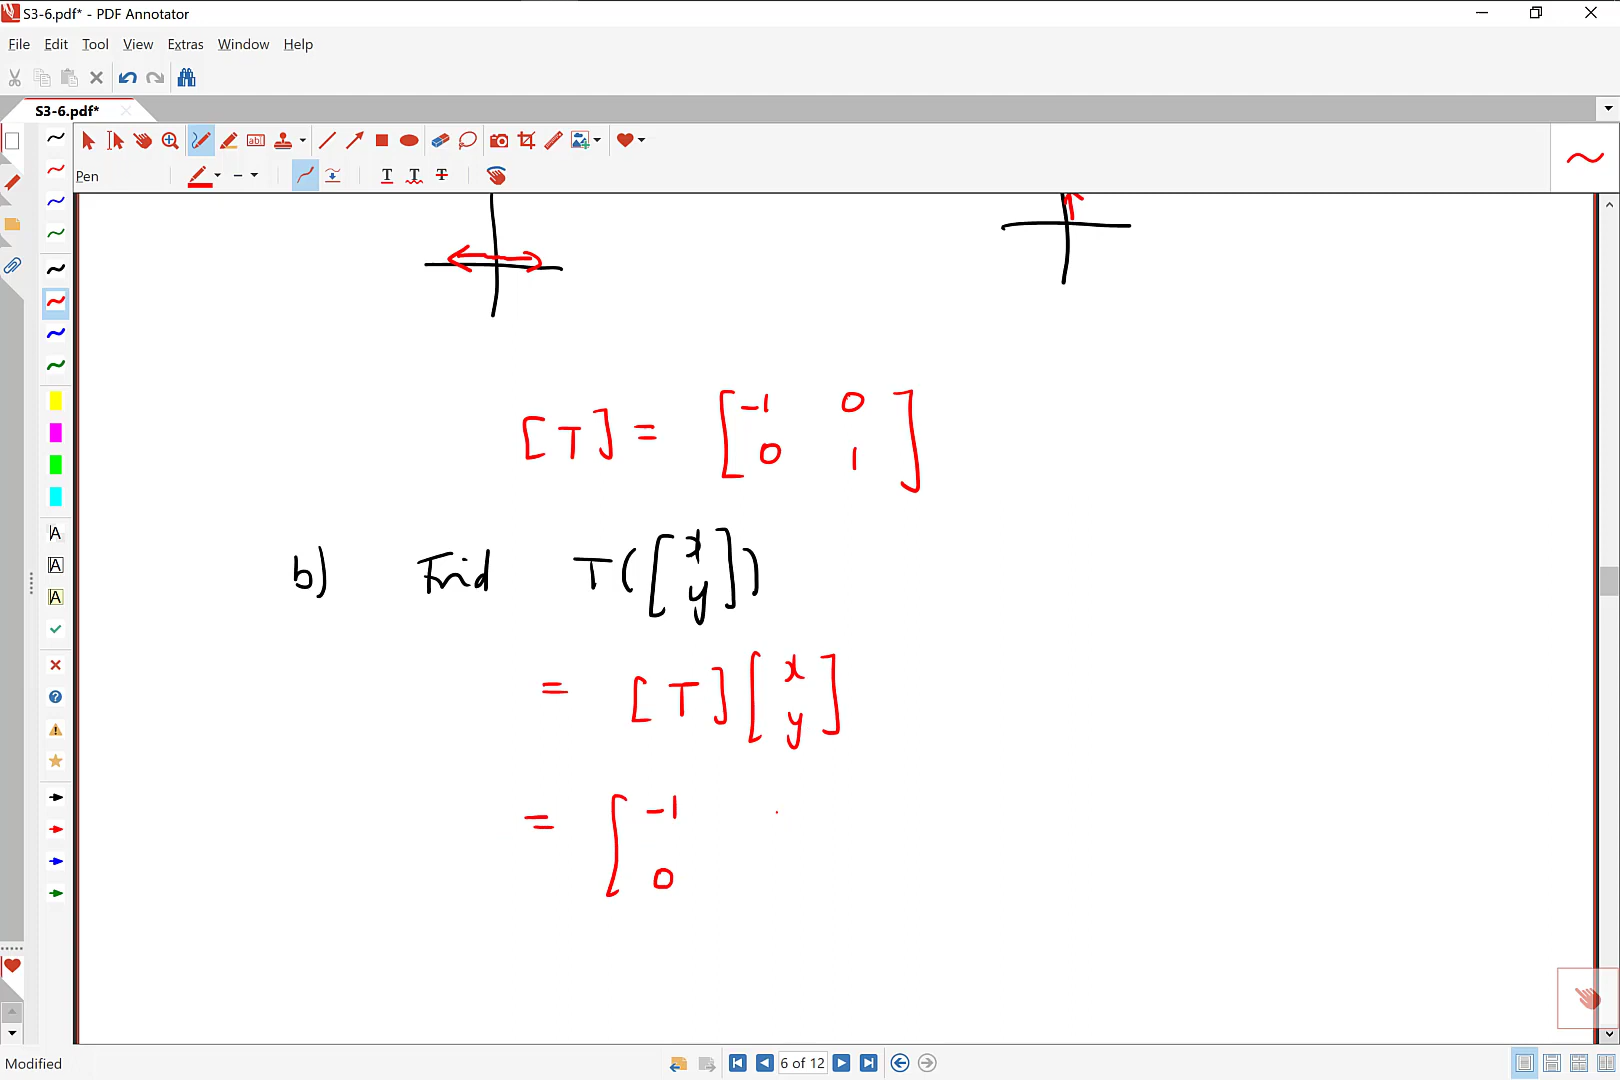 S3-6.pdf* - PDF Annotator
File Edit Tool View Extras Window Help
S3-6.pdf*
Pen
[T] = [-1 0
0 1]
b) Find T([x
y])
= [T][x
y]
= [-1
0
Modified
6 of 12